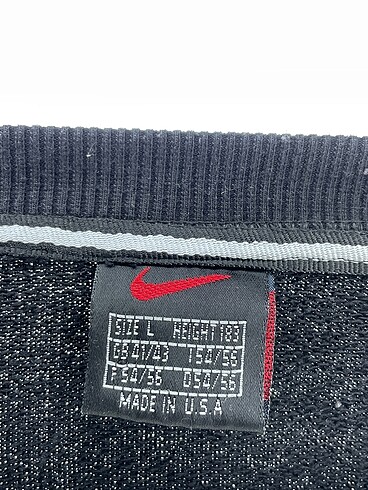 SIZE L HEIGHT 183
GB 41/43 I 54/56
F 54/56 D 54/56
MADE IN U.S.A